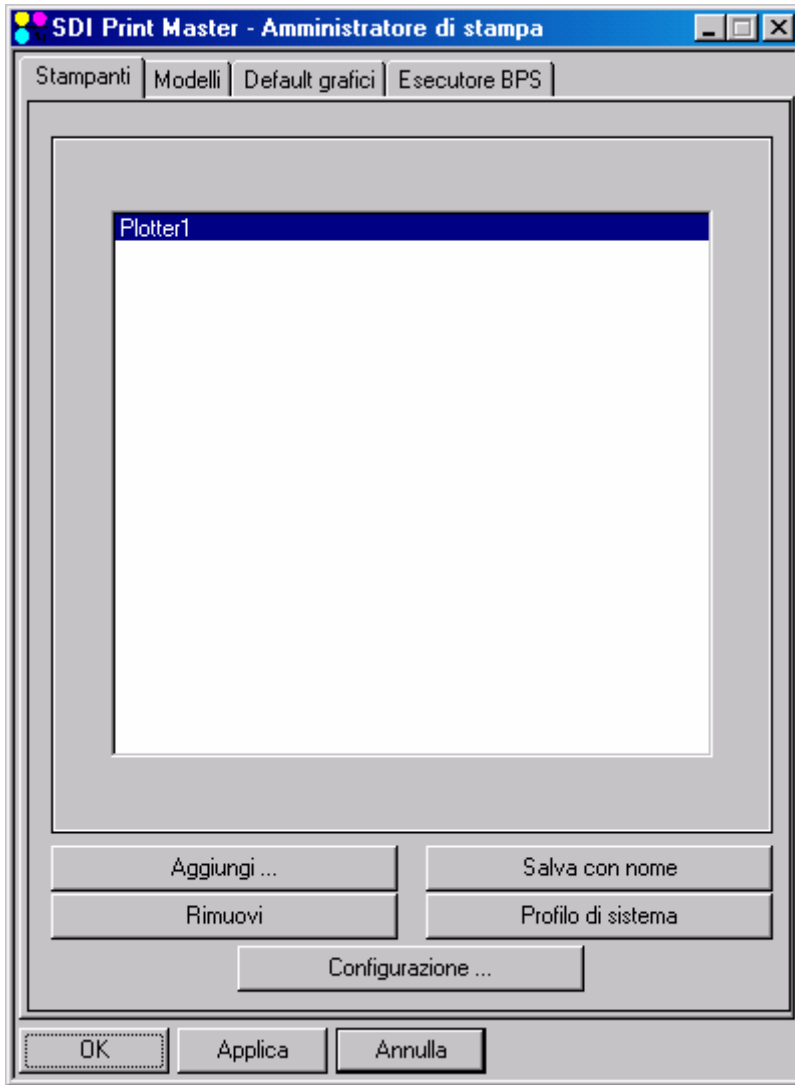 SDI Print Master - Amministratore di stampa
Stampanti Modelli Default grafici Esecutore BPS
Plotter1
Aggiungi ... Salva con nome
Rimuovi Profilo di sistema
Configurazione ...
OK Applica Annulla